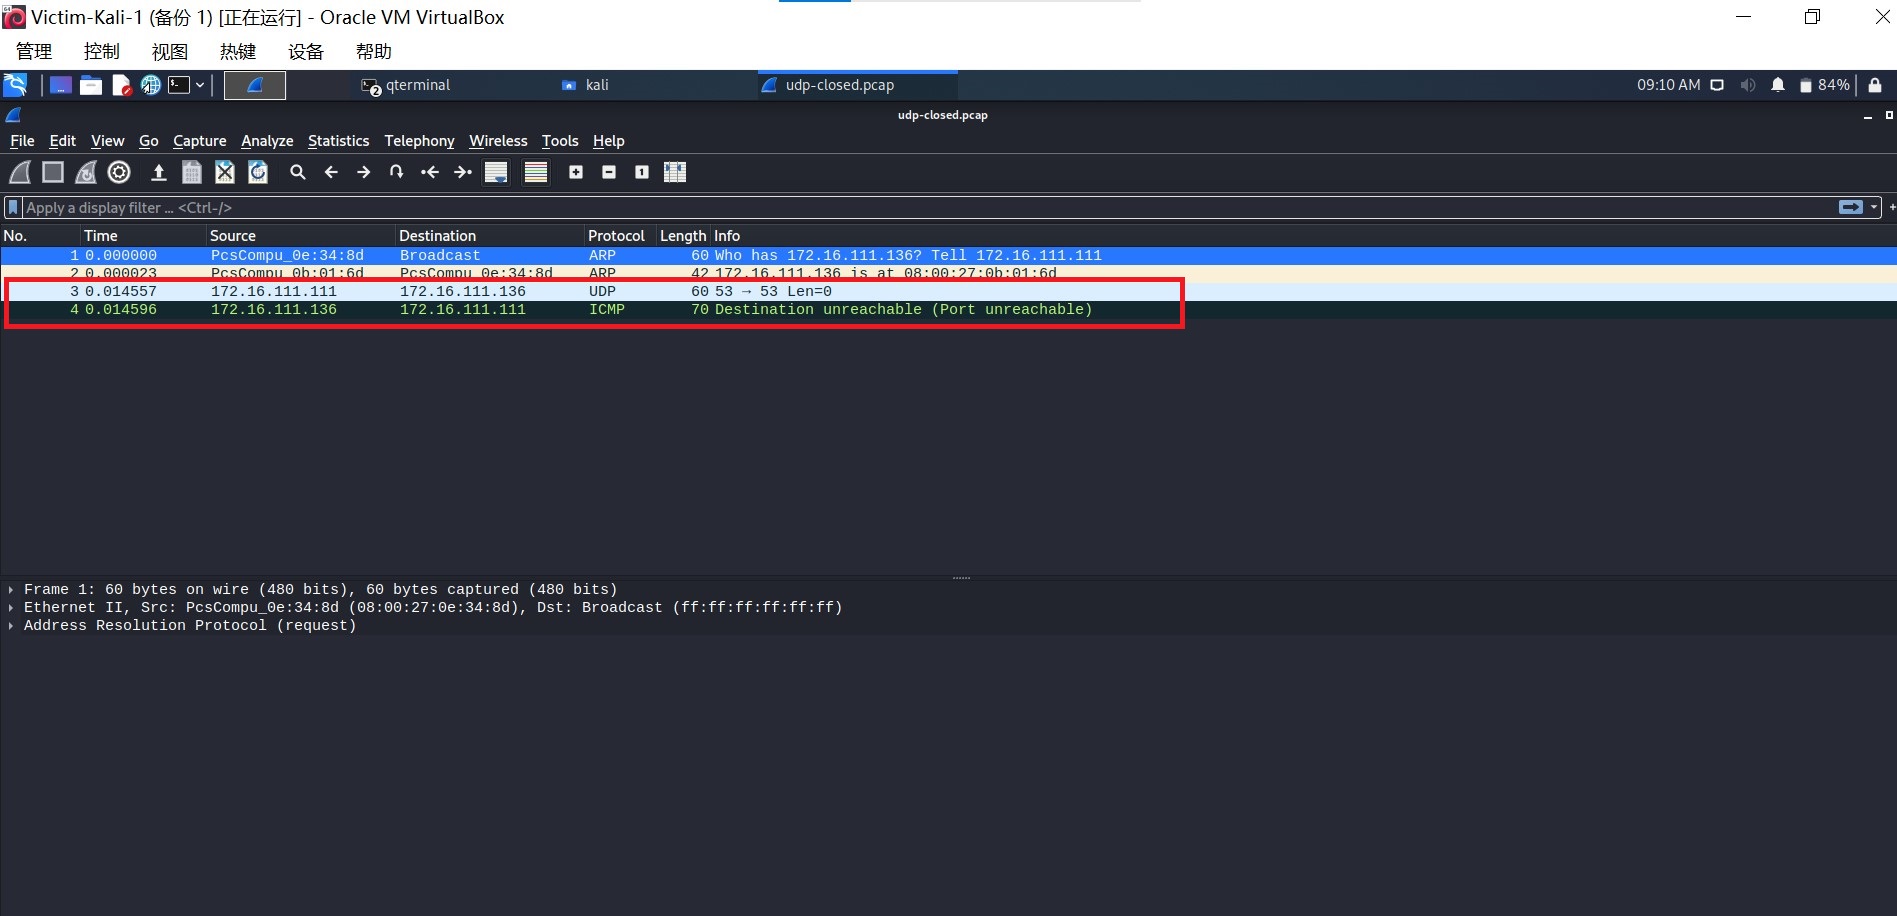 Victim-Kali-1 (备份 1) [正在运行] - Oracle VM VirtualBox
管理 控制 视图 热键 设备 帮助
2 qterminal kali udp-closed.pcap 09:10 AM 84%
udp-closed.pcap
File Edit View Go Capture Analyze Statistics Telephony Wireless Tools Help
Apply a display filter ... <Ctrl-/>
No. Time Source Destination Protocol Length Info
1 0.000000 PcsCompu_0e:34:8d Broadcast ARP 60 Who has 172.16.111.136? Tell 172.16.111.111
2 0.000023 PcsCompu_0b:01:6d PcsCompu_0e:34:8d ARP 42 172.16.111.136 is at 08:00:27:0b:01:6d
3 0.014557 172.16.111.111 172.16.111.136 UDP 60 53 → 53 Len=0
4 0.014596 172.16.111.136 172.16.111.111 ICMP 70 Destination unreachable (Port unreachable)
Frame 1: 60 bytes on wire (480 bits), 60 bytes captured (480 bits)
Ethernet II, Src: PcsCompu_0e:34:8d (08:00:27:0e:34:8d), Dst: Broadcast (ff:ff:ff:ff:ff:ff)
Address Resolution Protocol (request)